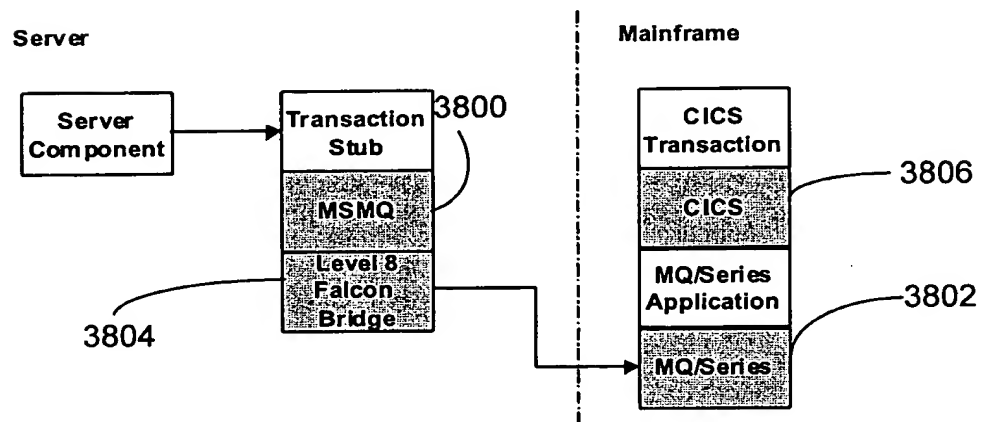 Server
Mainframe
Server
Component
Transaction
Stub
3800
MSMQ
Level 8
Falcon
Bridge
3804
CICS
Transaction
CICS
3806
MQ/Series
Application
3802
MQ/Series